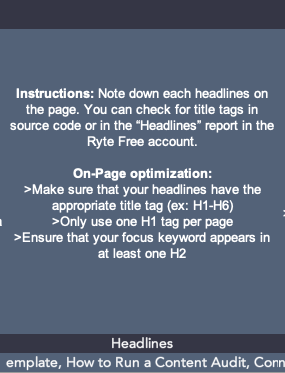 Instructions: Note down each headlines on
the page. You can check for title tags in
source code or in the “Headlines” report in the
Ryte Free account.
On-Page optimization:
>Make sure that your headlines have the
appropriate title tag (ex: H1-H6)
>Only use one H1 tag per page
>Ensure that your focus keyword appears in
at least one H2
Headlines
emplate, How to Run a Content Audit, Con